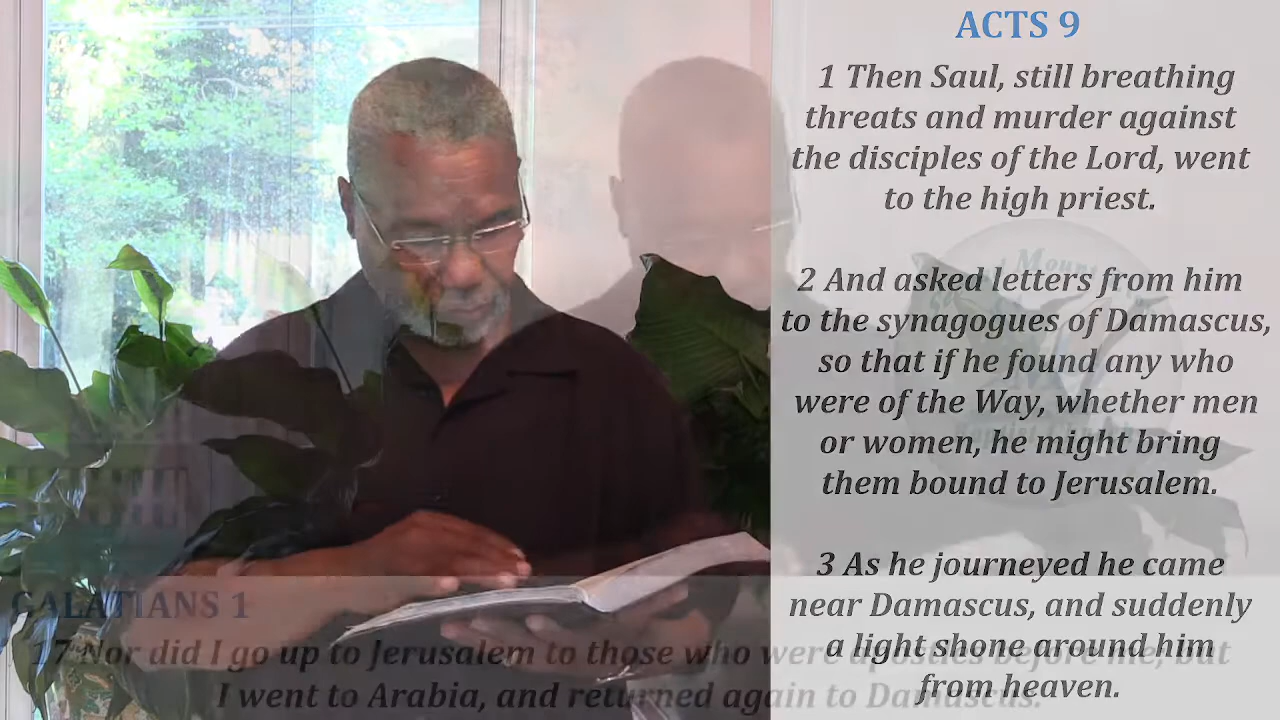 ACTS 9
1 Then Saul, still breathing
threats and murder against
the disciples of the Lord, went
to the high priest.
2 And asked letters from him
to the synagogues of Damascus,
so that if he found any who
were of the Way, whether men
or women, he might bring
them bound to Jerusalem.
3 As he journeyed he came
near Damascus, and suddenly
a light shone around him
from heaven.
GALATIANS 1
17 Nor did I go up to Jerusalem to those who were apostles before me, but
I went to Arabia, and returned again to Damascus.
Mount
Baptist Church